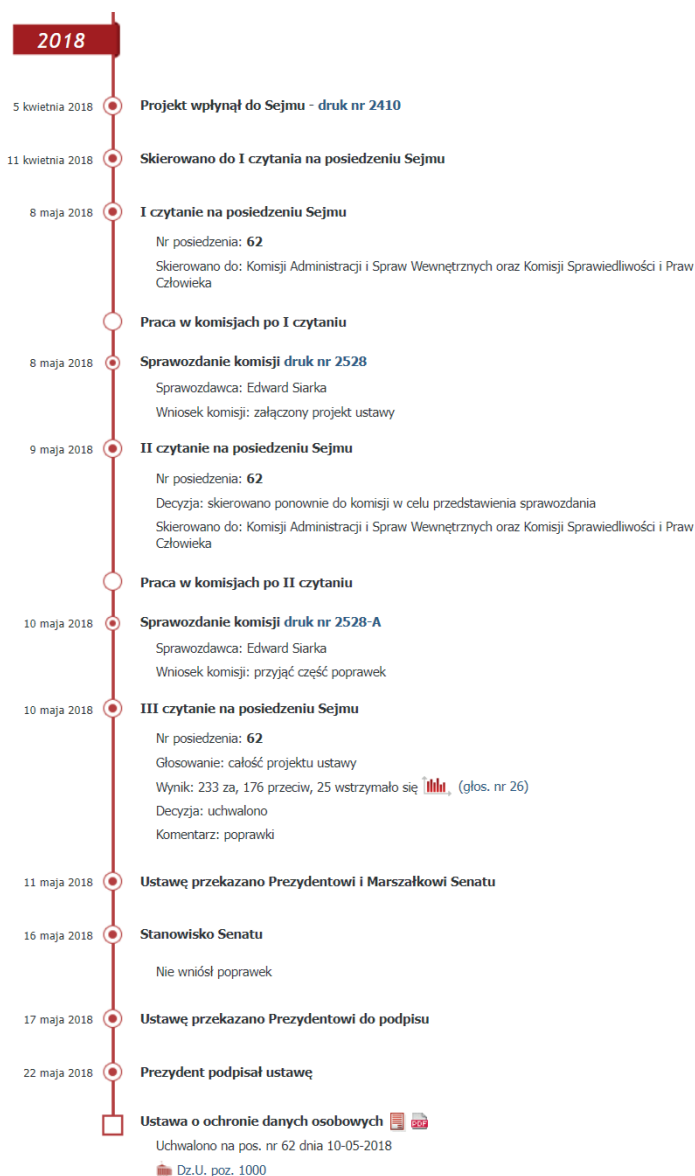 2018
5 kwietnia 2018 Projekt wpłynął do Sejmu - druk nr 2410
11 kwietnia 2018 Skierowano do I czytania na posiedzeniu Sejmu
8 maja 2018 I czytanie na posiedzeniu Sejmu
Nr posiedzenia: 62
Skierowano do: Komisji Administracji i Spraw Wewnętrznych oraz Komisji Sprawiedliwości i Praw
Człowieka
Praca w komisjach po I czytaniu
8 maja 2018 Sprawozdanie komisji druk nr 2528
Sprawozdawca: Edward Siarka
Wniosek komisji: załączony projekt ustawy
9 maja 2018 II czytanie na posiedzeniu Sejmu
Nr posiedzenia: 62
Decyzja: skierowano ponownie do komisji w celu przedstawienia sprawozdania
Skierowano do: Komisji Administracji i Spraw Wewnętrznych oraz Komisji Sprawiedliwości i Praw
Człowieka
Praca w komisjach po II czytaniu
10 maja 2018 Sprawozdanie komisji druk nr 2528-A
Sprawozdawca: Edward Siarka
Wniosek komisji: przyjąć część poprawek
10 maja 2018 III czytanie na posiedzeniu Sejmu
Nr posiedzenia: 62
Głosowanie: całość projektu ustawy
Wynik: 233 za, 176 przeciw, 25 wstrzymało się (głos. nr 26)
Decyzja: uchwalono
Komentarz: poprawki
11 maja 2018 Ustawę przekazano Prezydentowi i Marszałkowi Senatu
16 maja 2018 Stanowisko Senatu
Nie wniósł poprawek
17 maja 2018 Ustawę przekazano Prezydentowi do podpisu
22 maja 2018 Prezydent podpisał ustawę
Ustawa o ochronie danych osobowych PDF
Uchwalono na pos. nr 62 dnia 10-05-2018
Dz.U. poz. 1000